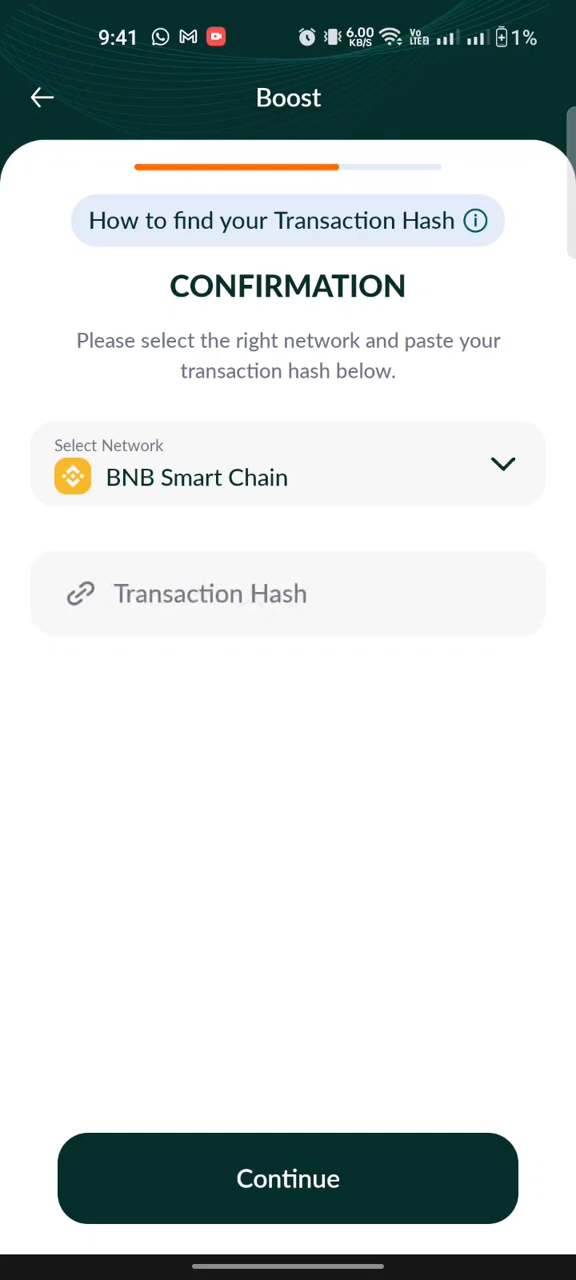 9:41 6.00 KB/S Vo LTE2 1%
Boost
How to find your Transaction Hash
CONFIRMATION
Please select the right network and paste your
transaction hash below.
Select Network
BNB Smart Chain
Transaction Hash
Continue